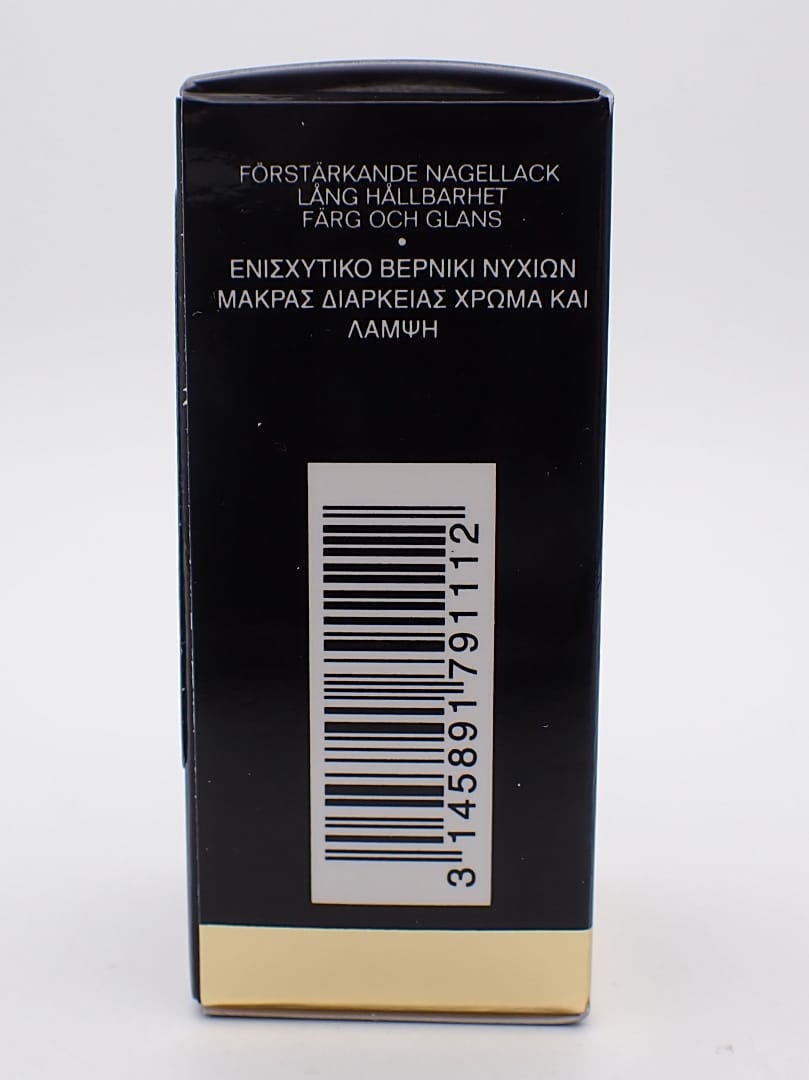 FÖRSTÄRKANDE NAGELLACK
LÅNG HÅLLBARHET
FÄRG OCH GLANS
•
ΕΝΙΣΧΥΤΙΚΟ ΒΕΡΝΙΚΙ ΝΥΧΙΩΝ
ΜΑΚΡΑΣ ΔΙΑΡΚΕΙΑΣ ΧΡΩΜΑ ΚΑΙ
ΛΑΜΨΗ
3 145891 791112